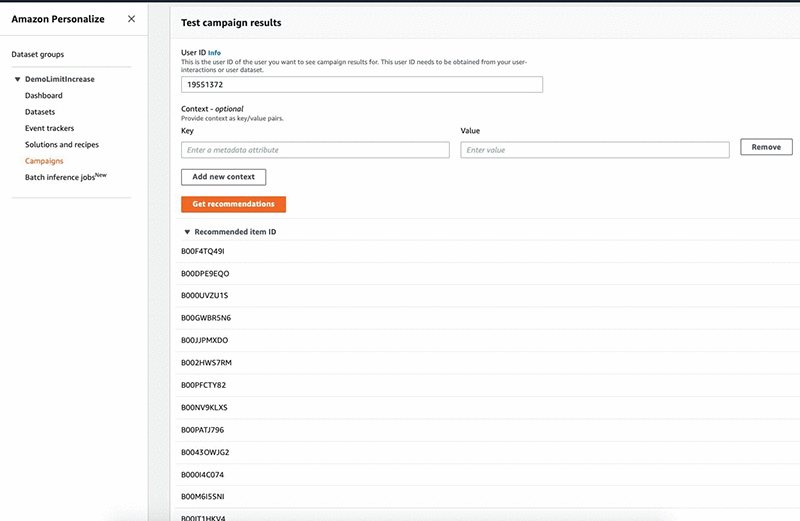 Amazon Personalize
Dataset groups
DemoLimitIncrease
Dashboard
Datasets
Event trackers
Solutions and recipes
Campaigns
Batch inference jobsNew
Test campaign results
User ID Info
This is the user ID of the user you want to see campaign results for. This user ID needs to be obtained from your user-
interactions or user dataset.
19551372
Context - optional
Provide context as key/value pairs.
Key Value
Enter a metadata attribute Enter value Remove
Add new context
Get recommendations
Recommended item ID
B00F4TQ49I
B00DPE9EQO
B000UVZU1S
B00GWBR5N6
B00JJPMXDO
B002HWS7RM
B00PFCTY82
B00NV9KLXS
B00PATJ796
B0043OWJG2
B000I4C074
B00M6I5SNI
B00IT1HKV4